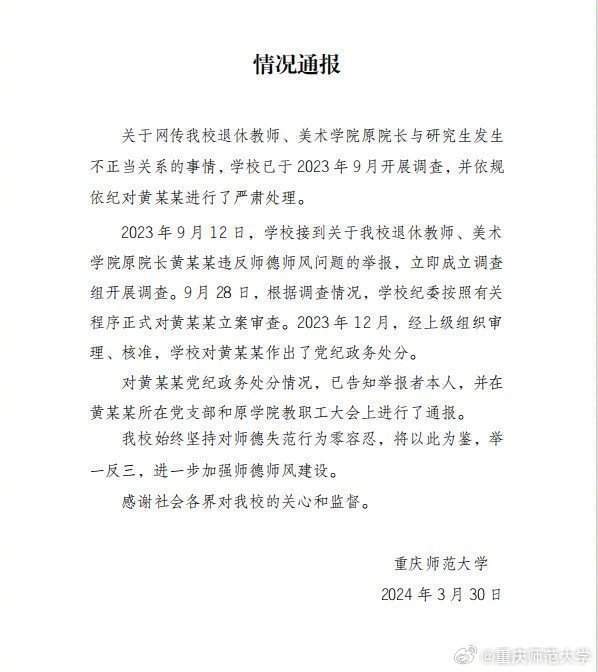 情况通报
关于网传我校退休教师、美术学院原院长与研究生发生
不正当关系的事情，学校已于 2023 年 9 月开展调查，并依规
依纪对黄某某进行了严肃处理。
2023 年 9 月 12 日，学校接到关于我校退休教师、美术
学院原院长黄某某违反师德师风问题的举报，立即成立调查
组开展调查。9 月 28 日，根据调查情况，学校纪委按照有关
程序正式对黄某某立案审查。2023 年 12 月，经上级组织审
理、核准，学校对黄某某作出了党纪政务处分。
对黄某某党纪政务处分情况，已告知举报者本人，并在
黄某某所在党支部和原学院教职工大会上进行了通报。
我校始终坚持对师德失范行为零容忍，将以此为鉴，举
一反三，进一步加强师德师风建设。
感谢社会各界对我校的关心和监督。
重庆师范大学
2024 年 3 月 30 日
@重庆师范大学